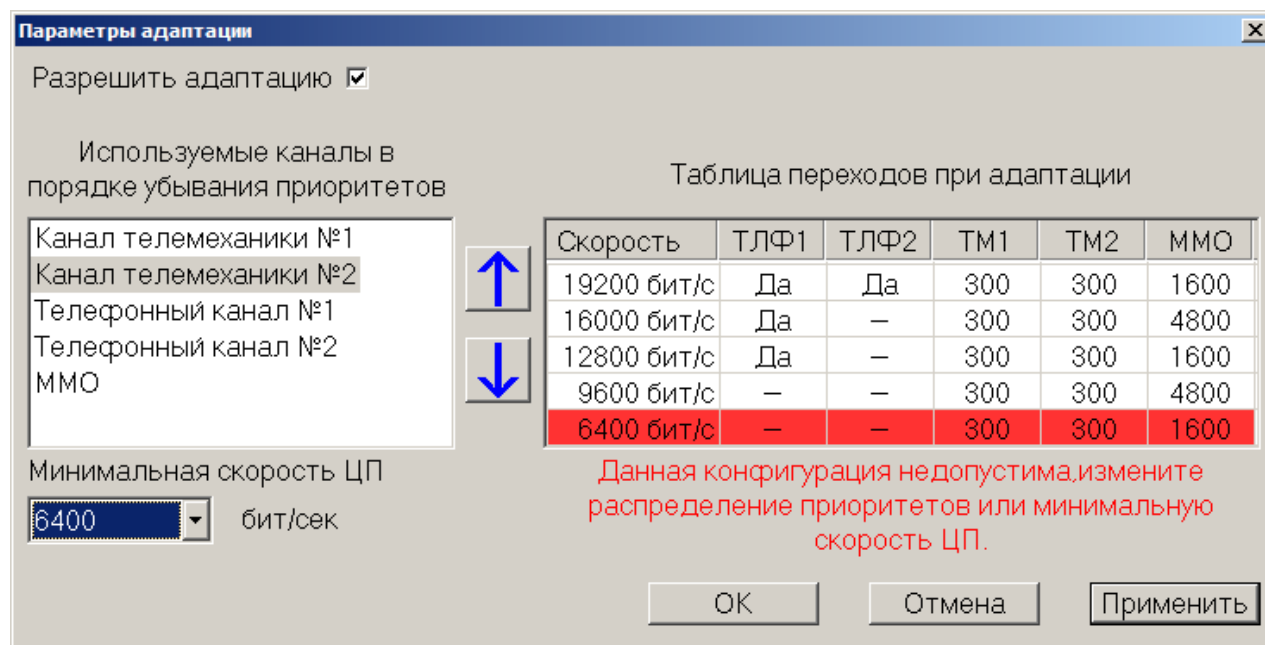 Параметры адаптации
Разрешить адаптацию
Используемые каналы в
порядке убывания приоритетов
Канал телемеханики №1
Канал телемеханики №2
Телефонный канал №1
Телефонный канал №2
ММО
Минимальная скорость ЦП
6400 бит/сек
Таблица переходов при адаптации
Скорость ТЛФ1 ТЛФ2 ТМ1 ТМ2 ММО
19200 бит/с Да Да 300 300 1600
16000 бит/с Да – 300 300 4800
12800 бит/с Да – 300 300 1600
9600 бит/с – – 300 300 4800
6400 бит/с – – 300 300 1600
Данная конфигурация недопустима,измените
распределение приоритетов или минимальную
скорость ЦП.
ОК Отмена Применить